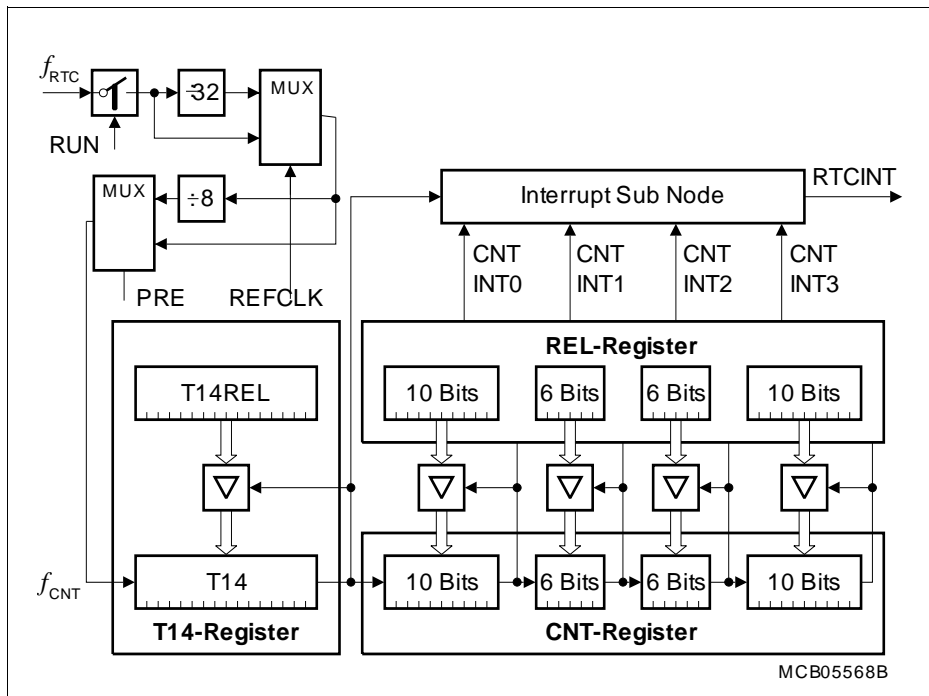 fRTC
÷32
MUX
RUN
MUX
÷8
PRE
REFCLK
Interrupt Sub Node
RTCINT
CNT INT0
CNT INT1
CNT INT2
CNT INT3
REL-Register
T14REL
10 Bits
6 Bits
6 Bits
10 Bits
fCNT
T14
10 Bits
6 Bits
6 Bits
10 Bits
T14-Register
CNT-Register
MCB05568B